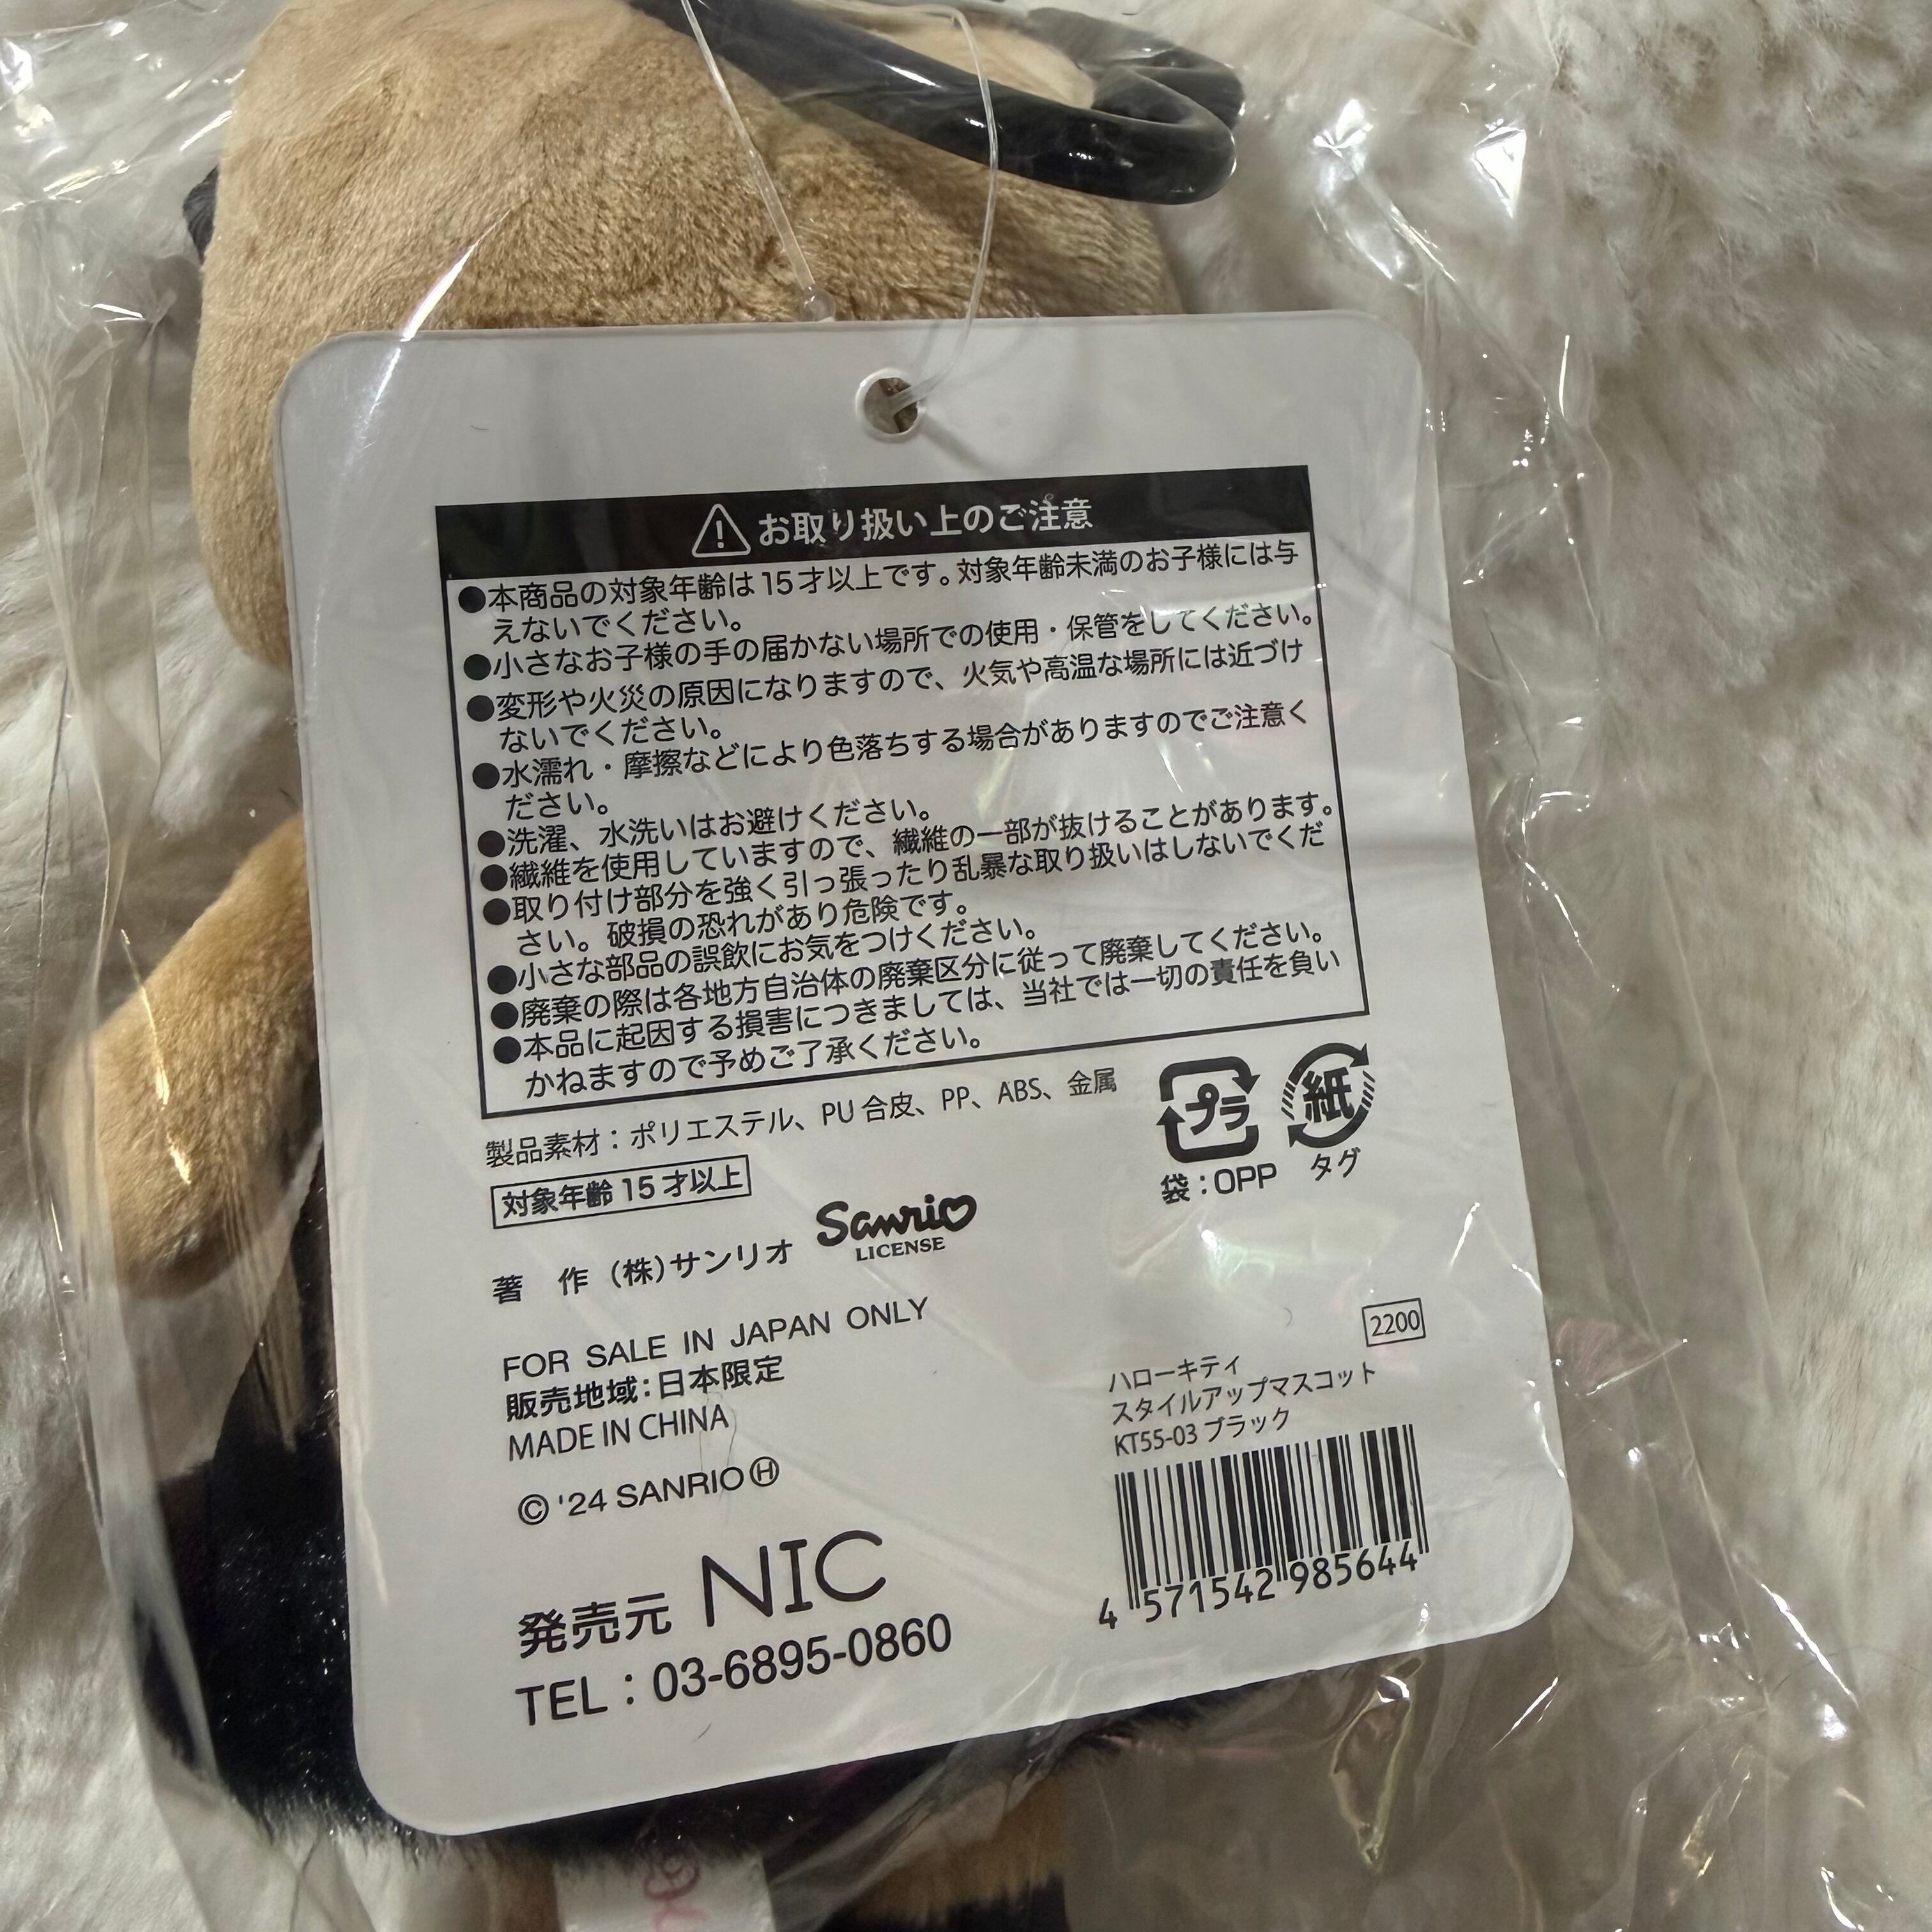 お取り扱い上のご注意
●本商品の対象年齢は15才以上です。対象年齢未満のお子様には与
えないでください。
●小さなお子様の手の届かない場所での使用・保管をしてください。
●変形や火災の原因になりますので、火気や高温な場所には近づけ
ないでください。
●水濡れ・摩擦などにより色落ちする場合がありますのでご注意く
ださい。
●洗濯、水洗いはお避けください。
●繊維を使用していますので、繊維の一部が抜けることがあります。
●取り付け部分を強く引っ張ったり乱暴な取り扱いはしないでくだ
さい。破損の恐れがあり危険です。
●小さな部品の誤飲にお気をつけください。
●廃棄の際は各地方自治体の廃棄区分に従って廃棄してください。
●本品に起因する損害につきましては、当社では一切の責任を負い
かねますので予めご了承ください。
製品素材：ポリエステル、PU合皮、PP、ABS、金属
対象年齢15才以上
プラ
袋：OPP
紙
タグ
著 作 (株)サンリオ
Sanrio
LICENSE
FOR SALE IN JAPAN ONLY
販売地域：日本限定
MADE IN CHINA
© '24 SANRIO Ⓗ
発売元 NIC
TEL：03-6895-0860
2200
ハローキティ
スタイルアップマスコット
KT55-03 ブラック
4 571542 985644